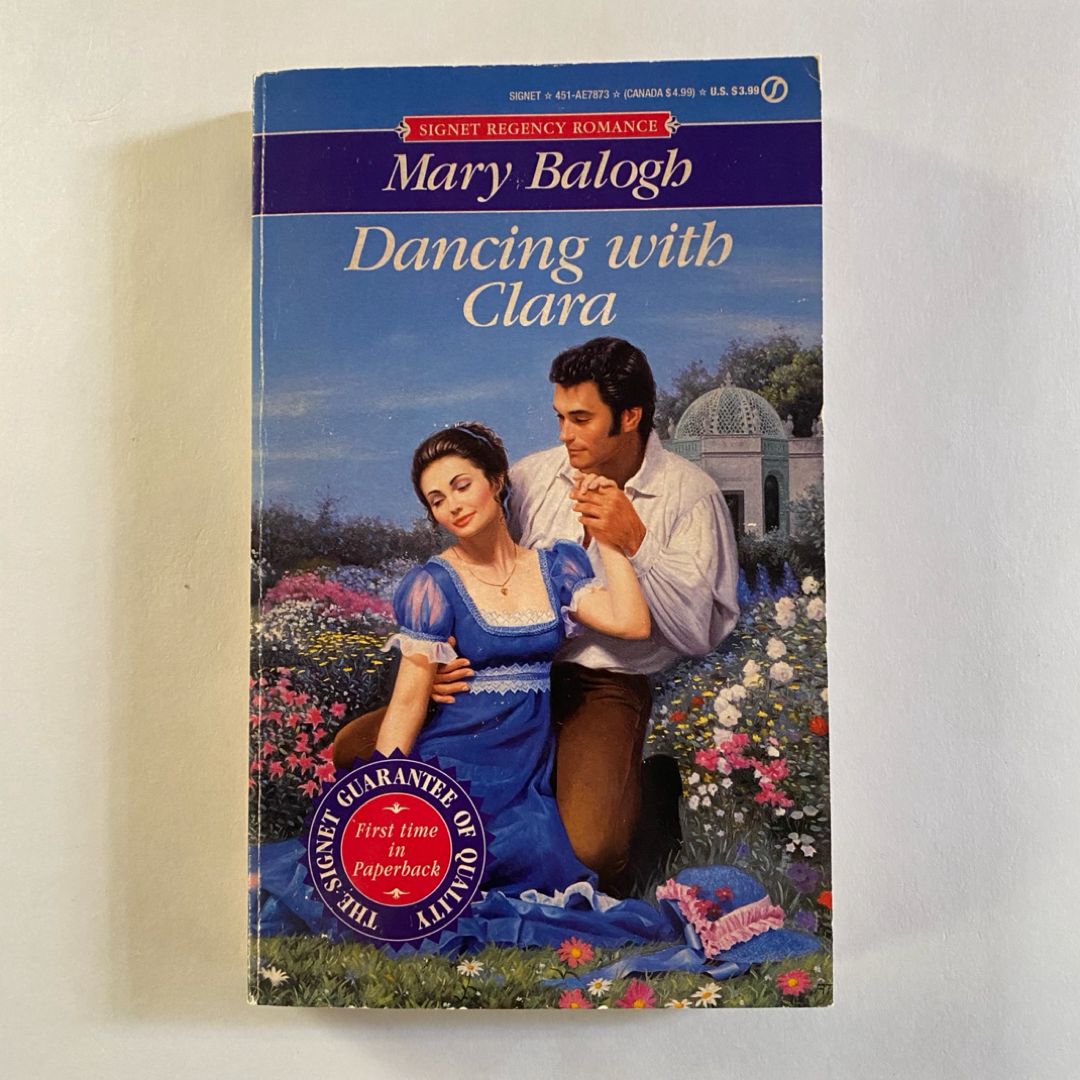 SIGNET ☆ 451-AE7873 ☆ (CANADA $4.99) ☆ U.S. $3.99
SIGNET REGENCY ROMANCE
Mary Balogh
Dancing with
Clara
THE SIGNET GUARANTEE OF QUALITY
First time
in
Paperback